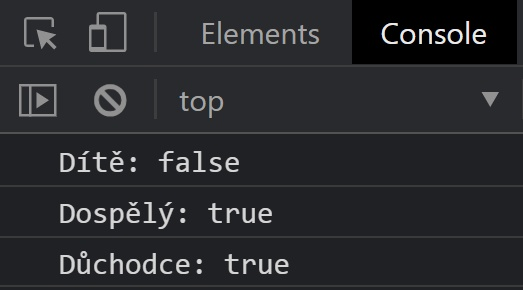 Elements Console
top
Dítě: false
Dospělý: true
Důchodce: true